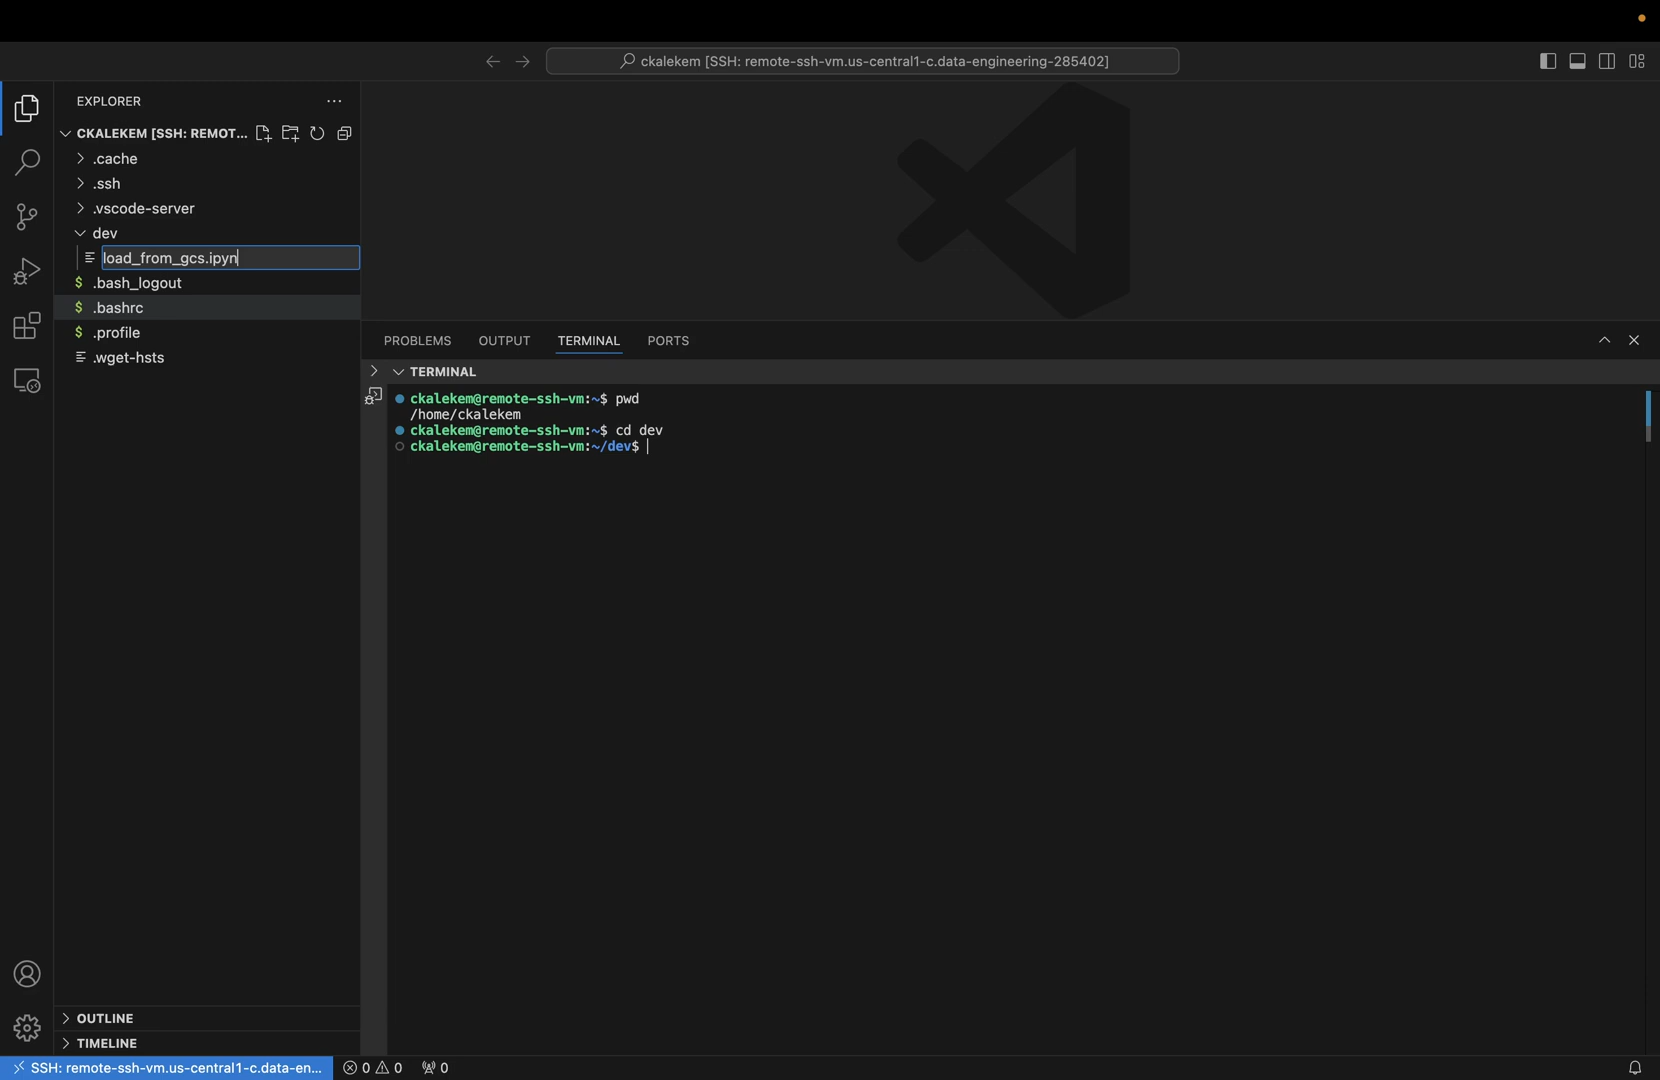 ckalekem [SSH: remote-ssh-vm.us-central1-c.data-engineering-285402]
EXPLORER
CKALEKEM [SSH: REMOT...
.cache
.ssh
.vscode-server
dev
load_from_gcs.ipyn
$ .bash_logout
$ .bashrc
$ .profile
.wget-hsts
OUTLINE
TIMELINE
PROBLEMS OUTPUT TERMINAL PORTS
TERMINAL
ckalekem@remote-ssh-vm:~$ pwd
/home/ckalekem
ckalekem@remote-ssh-vm:~$ cd dev
ckalekem@remote-ssh-vm:~/dev$
SSH: remote-ssh-vm.us-central1-c.data-en... 0 0 0